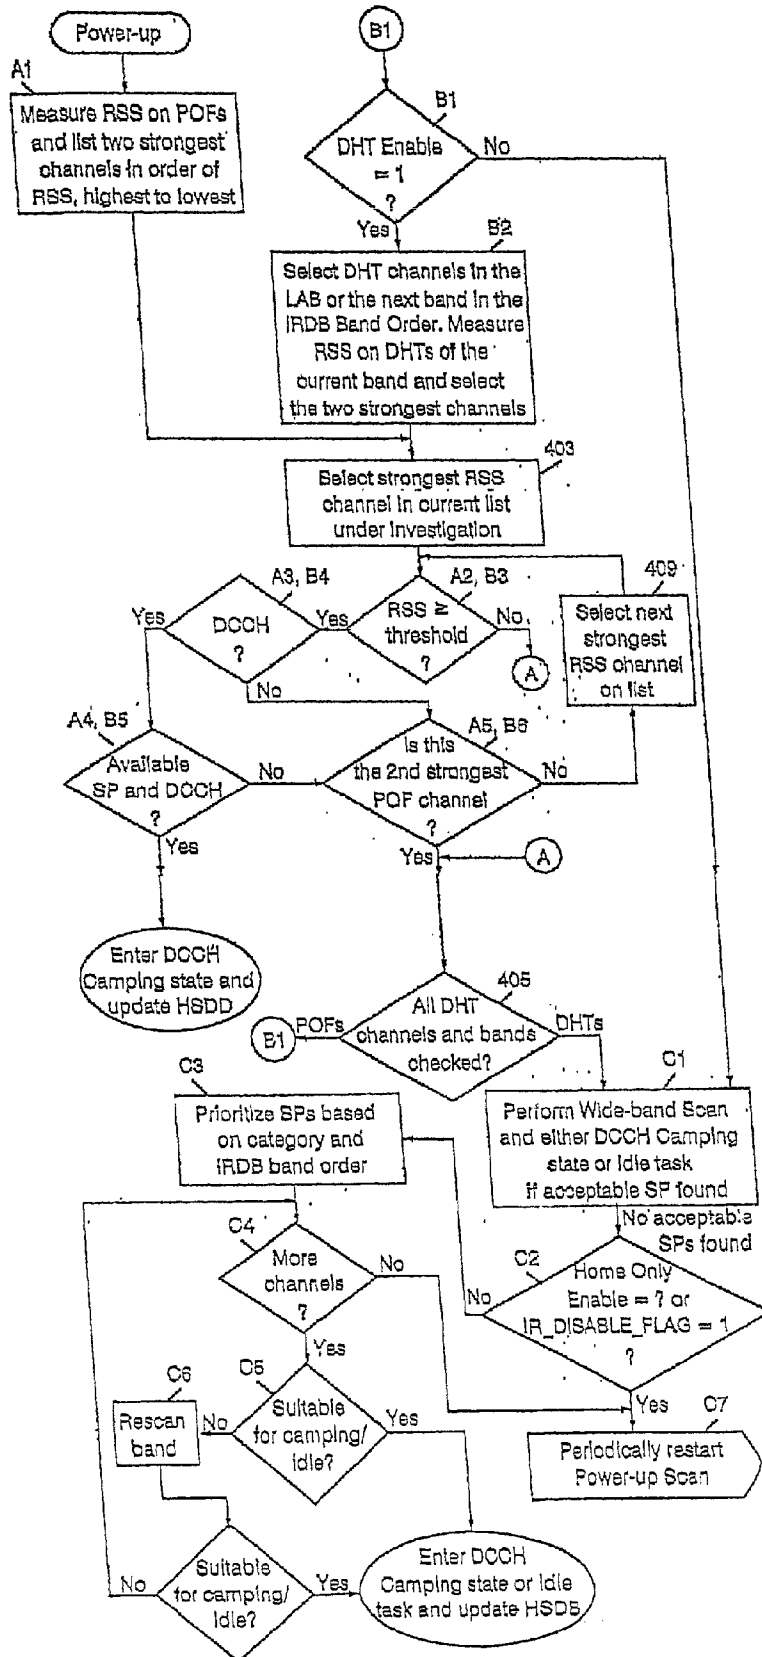 Power-up
B1
A1
Measure RSS on POFs
and list two strongest
channels in order of
RSS, highest to lowest
B1
DHT Enable
= 1
?
No
Yes
B2
Select DHT channels in the
LAB or the next band in the
IRDB Band Order. Measure
RSS on DHTs of the
current band and select
the two strongest channels
403
Select strongest RSS
channel in current list
under investigation
A3, B4
A2, B3
409
Yes
DCCH
?
Yes
RSS ≥
threshold
?
No
A
Select next
strongest
RSS channel
on list
No
A4, B5
A5, B6
Available
SP and DCCH
?
No
Is this
the 2nd strongest
POF channel
?
No
Yes
Yes
A
Enter DCCH
Camping state and
update HSDD
405
B1
POFs
All DHT
channels and bands
checked?
DHTs
C3
C1
Prioritize SPs based
on category and
IRDB band order
Perform Wide-band Scan
and either DCCH Camping
state or Idle task
if acceptable SP found
No acceptable
SPs found
C4
More
channels
?
No
C2
No
Home Only
Enable = ? or
IR_DISABLE_FLAG = 1
?
Yes
C6
C5
Yes
C7
Rescan
band
No
Suitable
for camping/
idle?
Yes
Periodically restart
Power-up Scan
No
Suitable
for camping/
idle?
Yes
Enter DCCH
Camping state or Idle
task and update HSDB